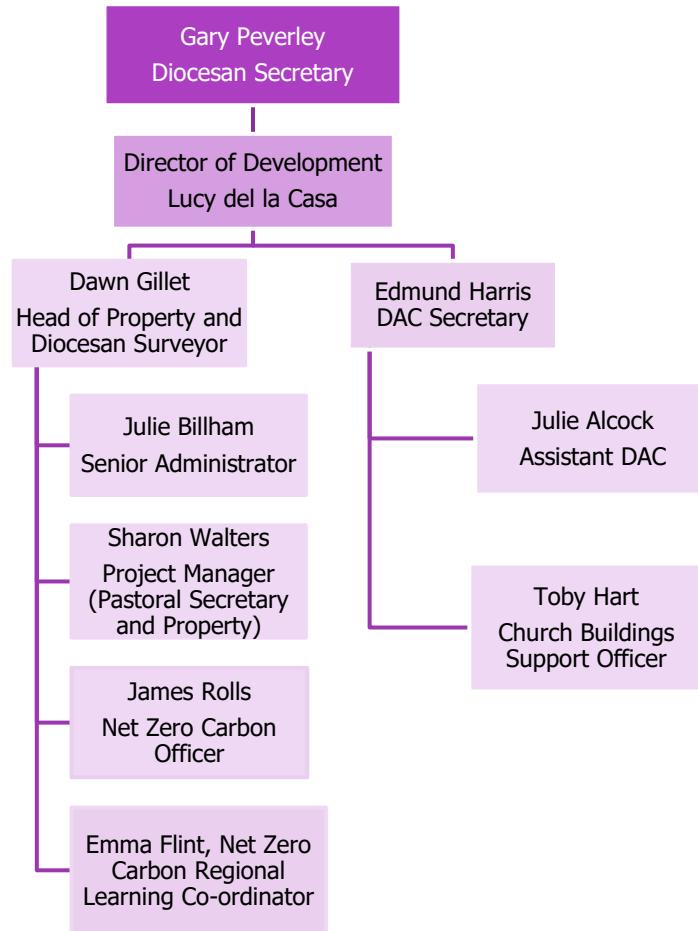 Gary Peverley
Diocesan Secretary
Director of Development
Lucy del la Casa
Dawn Gillet
Head of Property and
Diocesan Surveyor
Edmund Harris
DAC Secretary
Julie Billham
Senior Administrator
Julie Alcock
Assistant DAC
Sharon Walters
Project Manager
(Pastoral Secretary
and Property)
Toby Hart
Church Buildings
Support Officer
James Rolls
Net Zero Carbon
Officer
Emma Flint, Net Zero
Carbon Regional
Learning Co-ordinator